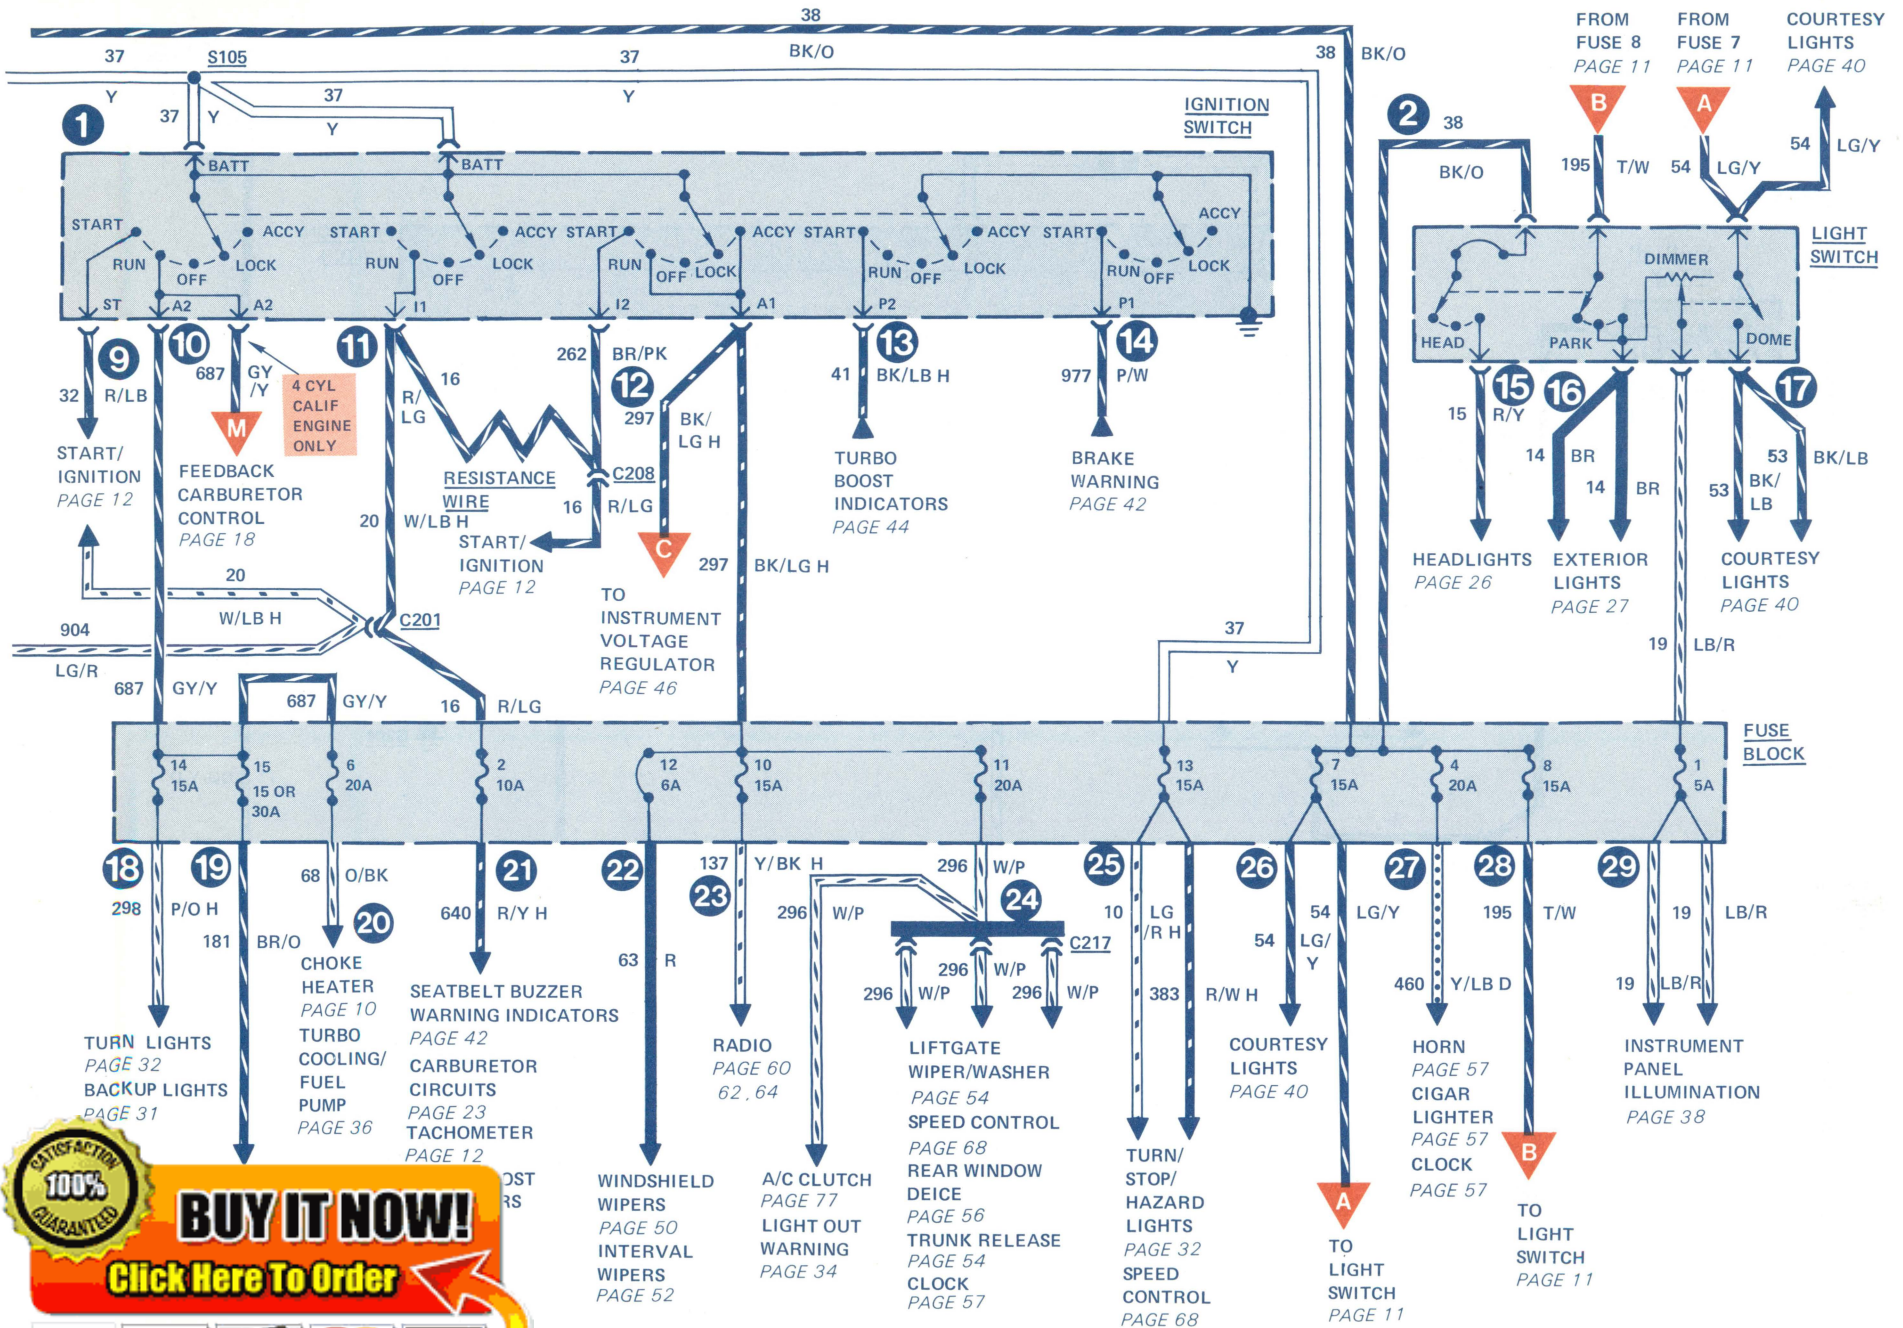 38
BK/O
37
S105
37
38
BK/O
Y
Y
37
Y
37
Y
1
IGNITION
SWITCH
FROM
FUSE 8
PAGE 11
B
FROM
FUSE 7
PAGE 11
A
COURTESY
LIGHTS
PAGE 40
2
38
BK/O
195
T/W
54
LG/Y
54
LG/Y
BATT
BATT
START
RUN
OFF
LOCK
ACCY
START
RUN
OFF
LOCK
ACCY
START
RUN
OFF
LOCK
ACCY
START
RUN
OFF
LOCK
ACCY
START
RUN
OFF
LOCK
ACCY
ST
A2
A2
I1
I2
A1
P2
P1
LIGHT
SWITCH
DIMMER
HEAD
PARK
DOME
9
32
R/LB
START/
IGNITION
PAGE 12
10
687
GY
/Y
4 CYL
CALIF
ENGINE
ONLY
M
FEEDBACK
CARBURETOR
CONTROL
PAGE 18
11
R/
LG
16
RESISTANCE
WIRE
20
W/LB H
262
BR/PK
12
C208
16
R/LG
START/
IGNITION
PAGE 12
297
BK/
LG H
C
TO
INSTRUMENT
VOLTAGE
REGULATOR
PAGE 46
297
BK/LG H
13
41
BK/LB H
TURBO
BOOST
INDICATORS
PAGE 44
14
977
P/W
BRAKE
WARNING
PAGE 42
15
15
R/Y
HEADLIGHTS
PAGE 26
16
14
BR
14
BR
EXTERIOR
LIGHTS
PAGE 27
17
53
BK/
LB
53
BK/LB
COURTESY
LIGHTS
PAGE 40
20
W/LB H
C201
904
LG/R
687
GY/Y
687
GY/Y
16
R/LG
37
Y
19
LB/R
FUSE
BLOCK
14
15A
15
15 OR
30A
6
20A
2
10A
12
6A
10
15A
11
20A
13
15A
7
15A
4
20A
8
15A
1
5A
18
298
P/O H
TURN LIGHTS
PAGE 32
BACKUP LIGHTS
PAGE 31
19
181
BR/O
68
O/BK
20
CHOKE
HEATER
PAGE 10
TURBO
COOLING/
FUEL
PUMP
PAGE 36
21
640
R/Y H
SEATBELT BUZZER
WARNING INDICATORS
PAGE 42
CARBURETOR
CIRCUITS
PAGE 23
TACHOMETER
PAGE 12
OST
RS
22
63
R
WINDSHIELD
WIPERS
PAGE 50
INTERVAL
WIPERS
PAGE 52
137
Y/BK H
23
RADIO
PAGE 60
62, 64
296
W/P
A/C CLUTCH
PAGE 77
LIGHT OUT
WARNING
PAGE 34
296
W/P
24
C217
296
W/P
296
W/P
296
W/P
LIFTGATE
WIPER/WASHER
PAGE 54
SPEED CONTROL
PAGE 68
REAR WINDOW
DEICE
PAGE 56
TRUNK RELEASE
PAGE 54
CLOCK
PAGE 57
25
10
LG
/R H
383
R/W H
TURN/
STOP/
HAZARD
LIGHTS
PAGE 32
SPEED
CONTROL
PAGE 68
26
54
LG/
Y
COURTESY
LIGHTS
PAGE 40
54
LG/Y
A
TO
LIGHT
SWITCH
PAGE 11
27
460
Y/LB D
HORN
PAGE 57
CIGAR
LIGHTER
PAGE 57
CLOCK
PAGE 57
28
195
T/W
B
TO
LIGHT
SWITCH
PAGE 11
29
19
LB/R
19
LB/R
INSTRUMENT
PANEL
ILLUMINATION
PAGE 38
SATISFACTION
100%
GUARANTEED
BUY IT NOW!
Click Here To Order